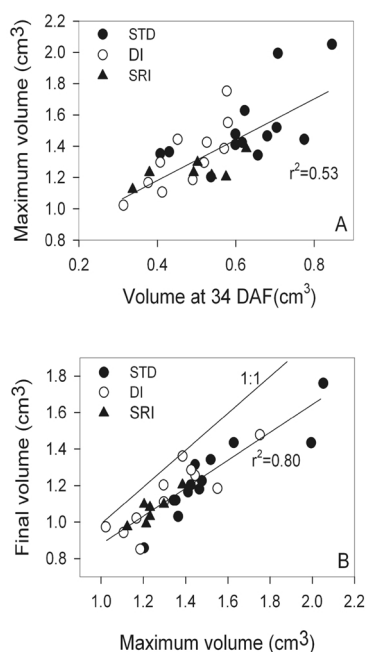 2.2
2.0
1.8
1.6
1.4
1.2
1.0
0.8
Maximum volume (cm³)
STD
DI
SRI
r²=0.53
A
0.2 0.4 0.6 0.8
Volume at 34 DAF(cm³)
1.8
1.6
1.4
1.2
1.0
0.8
Final volume (cm³)
STD
DI
SRI
1:1
r²=0.80
B
1.0 1.2 1.4 1.6 1.8 2.0 2.2
Maximum volume (cm³)